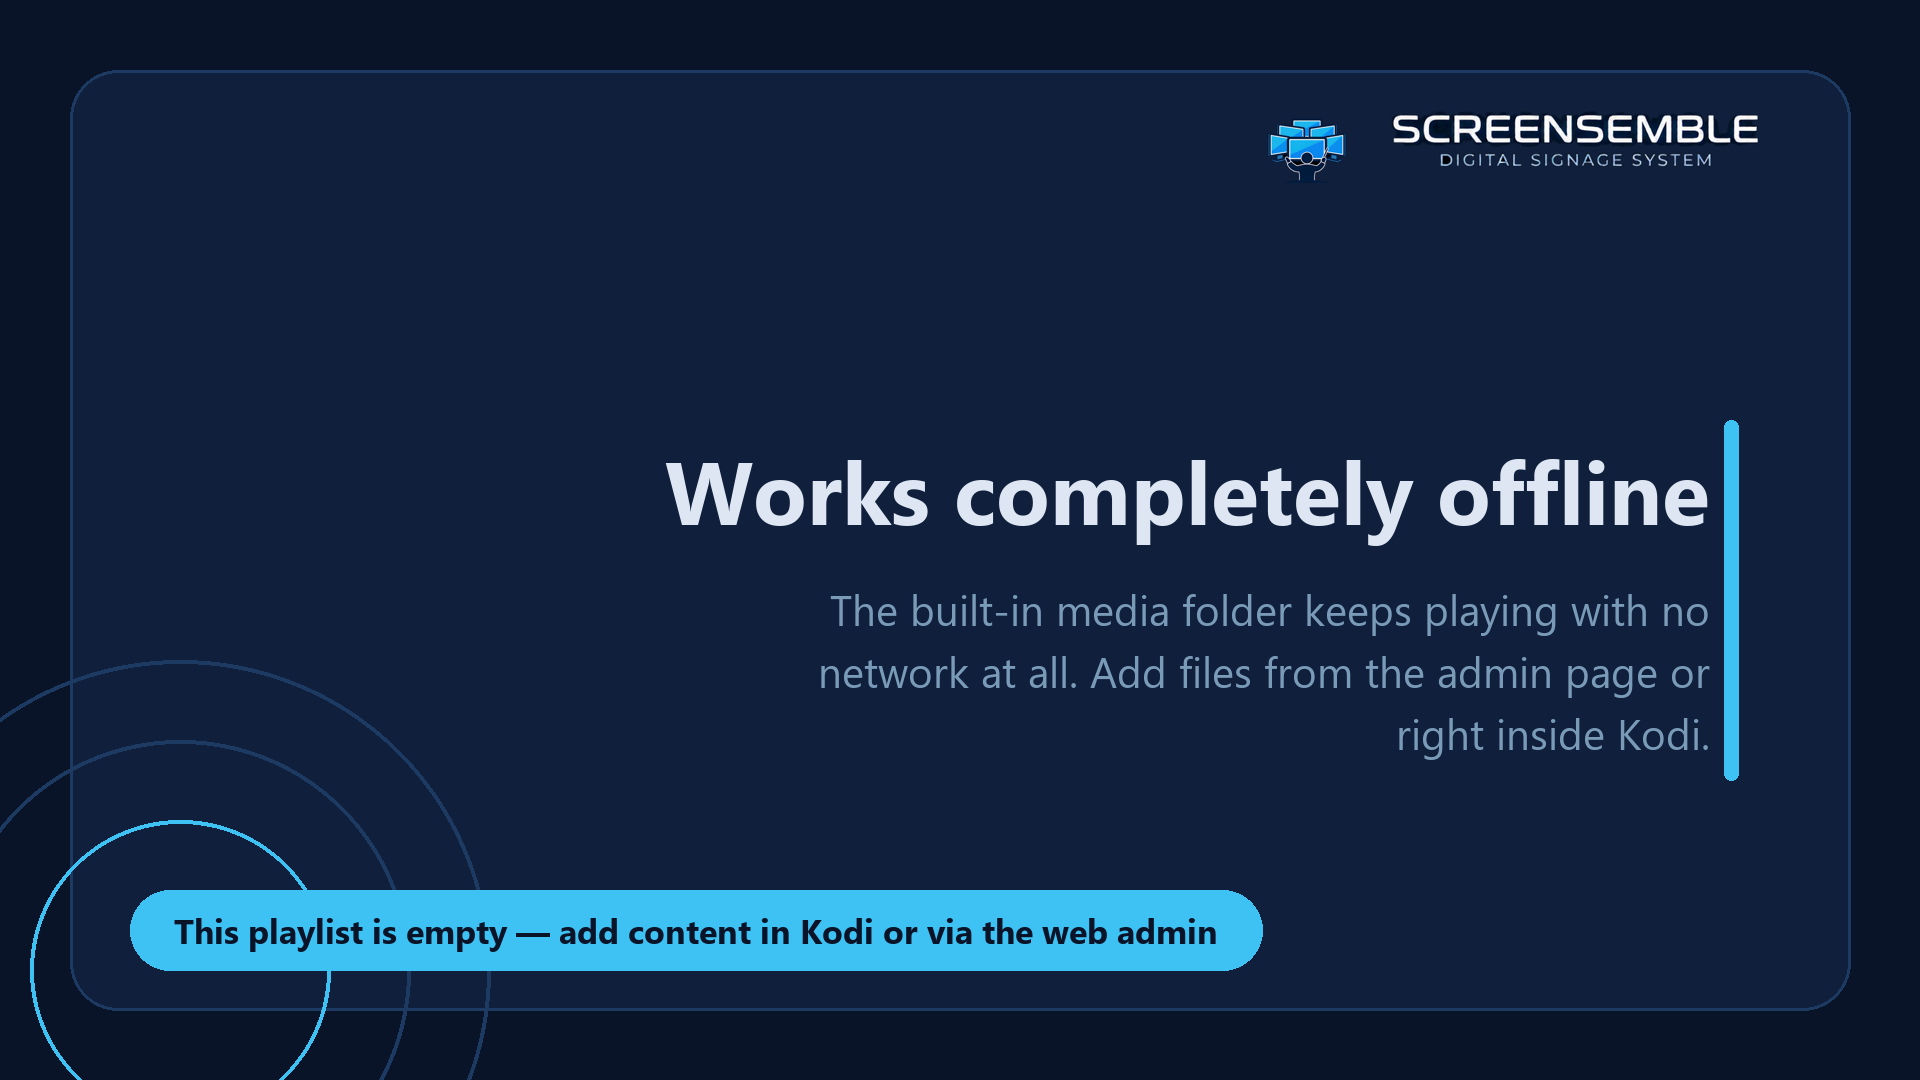 SCREENSEMBLE
DIGITAL SIGNAGE SYSTEM
Works completely offline
The built-in media folder keeps playing with no
network at all. Add files from the admin page or
right inside Kodi.
This playlist is empty — add content in Kodi or via the web admin